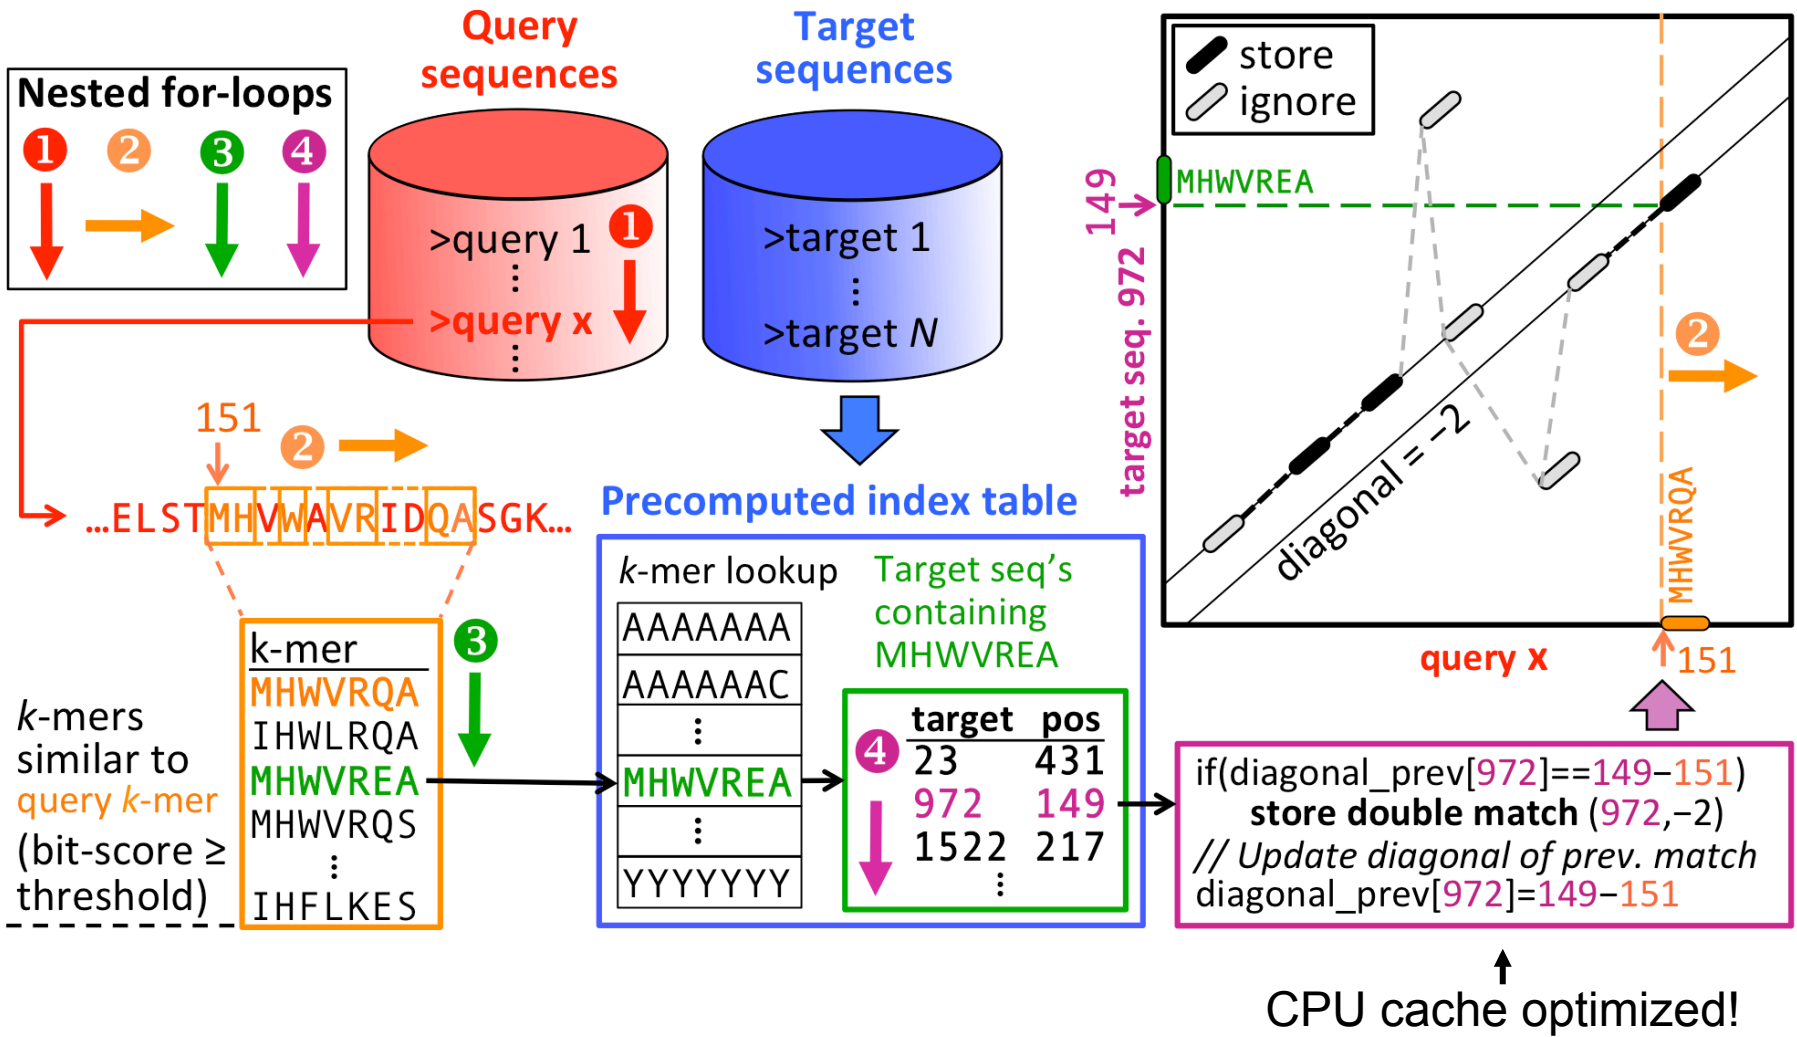 Nested for-loops
1 2 3 4
Query
sequences
>query 1
⋮
>query x
⋮
1
Target
sequences
>target 1
⋮
>target N
151
2
...ELSTMHVWAVRIDQASGK...
k-mers
similar to
query k-mer
(bit-score ≥
threshold)
k-mer
MHWVRQA
IHWLRQA
MHWVREA
MHWVRQS
⋮
IHFLKES
3
Precomputed index table
k-mer lookup
AAAAAAA
AAAAAAC
⋮
MHWVREA
⋮
YYYYYYY
Target seq's
containing
MHWVREA
4
target pos
23 431
972 149
1522 217
⋮
store
ignore
MHWVREA
149
target seq. 972
diagonal = −2
2
MHWVRQA
query x
151
if(diagonal_prev[972]==149−151)
store double match (972,−2)
// Update diagonal of prev. match
diagonal_prev[972]=149−151
CPU cache optimized!